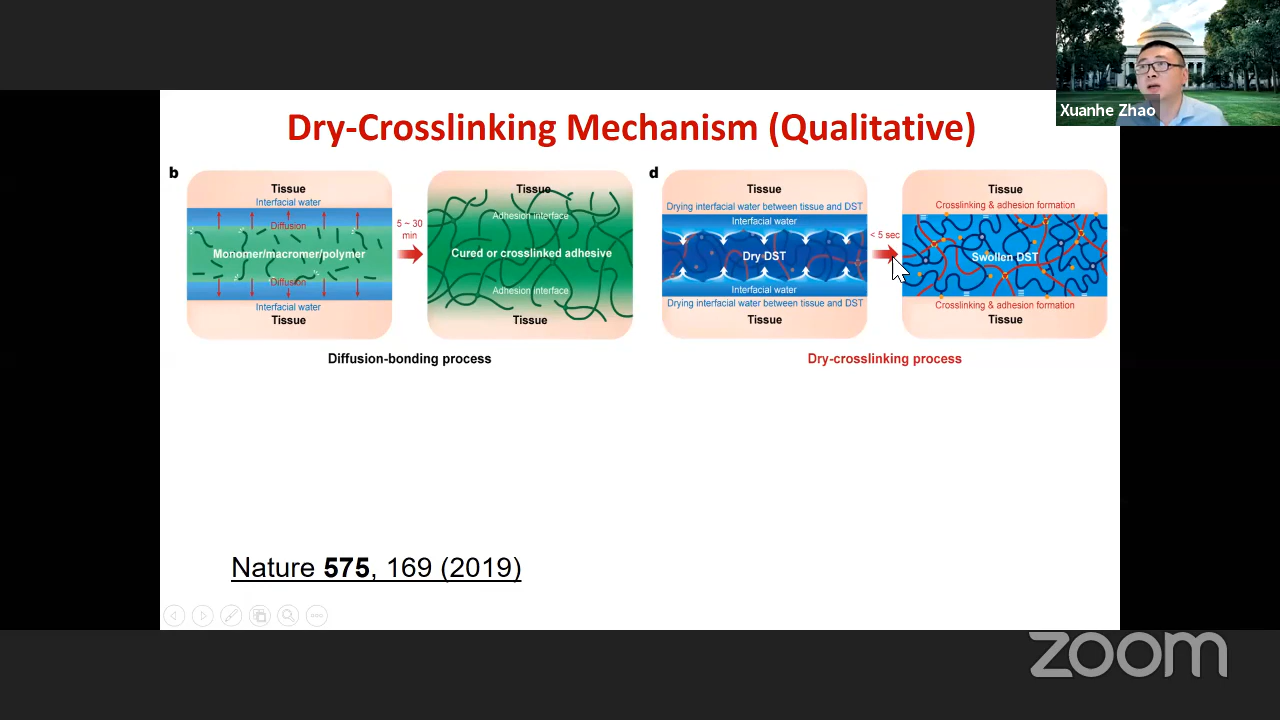 Xuanhe Zhao
Dry-Crosslinking Mechanism (Qualitative)
b
Tissue
Interfacial water
Diffusion
Monomer/macromer/polymer
Diffusion
Interfacial water
Tissue
5 ~ 30
min
Tissue
Adhesion interface
Cured or crosslinked adhesive
Adhesion interface
Tissue
Diffusion-bonding process
d
Tissue
Drying interfacial water between tissue and DST
Interfacial water
Dry DST
Interfacial water
Drying interfacial water between tissue and DST
Tissue
< 5 sec
Tissue
Crosslinking & adhesion formation
Swollen DST
Crosslinking & adhesion formation
Tissue
Dry-crosslinking process
Nature 575, 169 (2019)
zoom